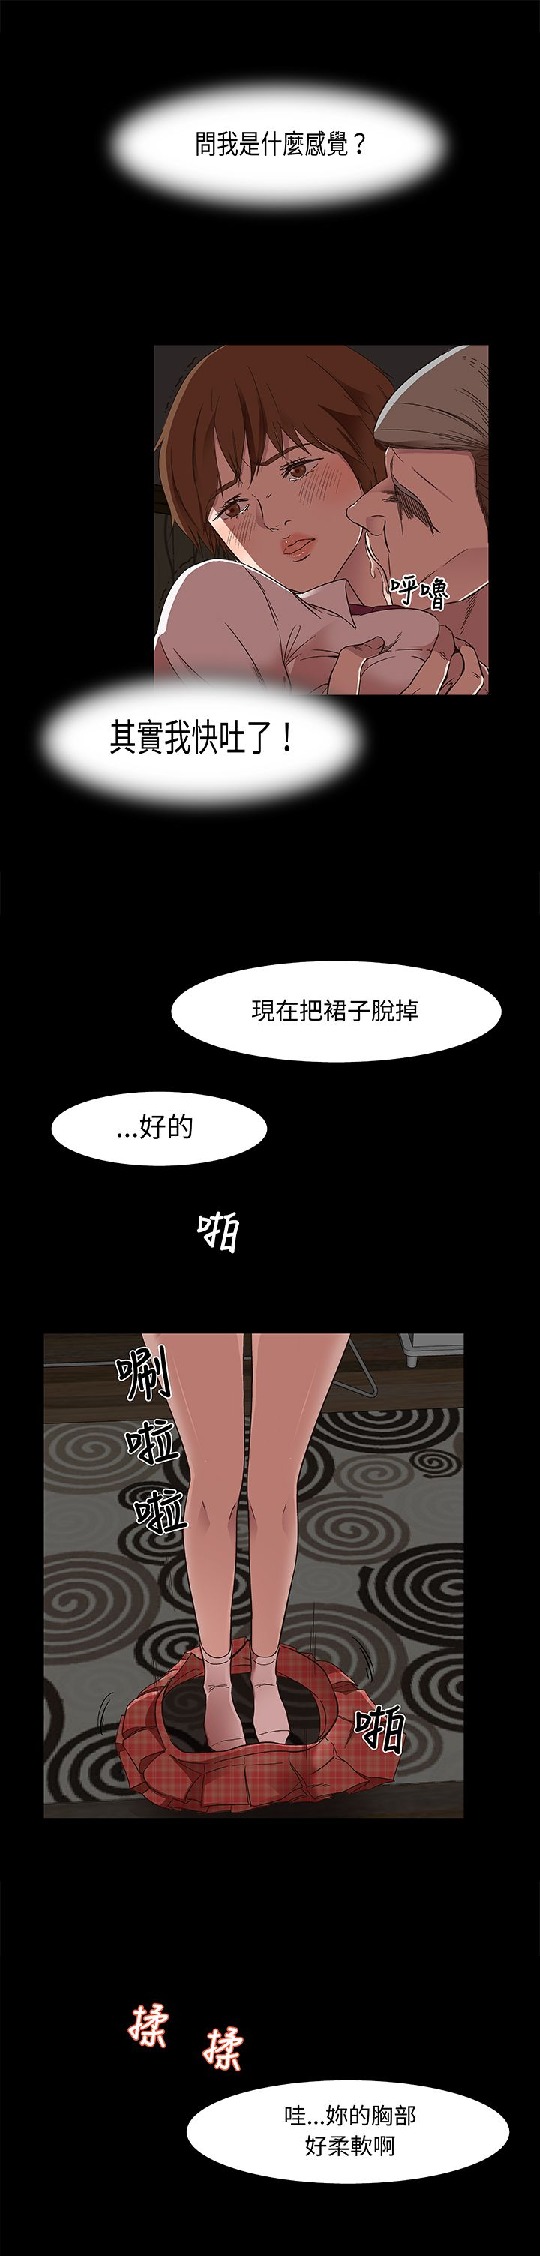 問我是什麼感覺？
呼嚕
其實我快吐了！
現在把裙子脫掉
...好的
啪
唰
啦
啦
啪
揉
揉
哇...妳的胸部
好柔軟啊